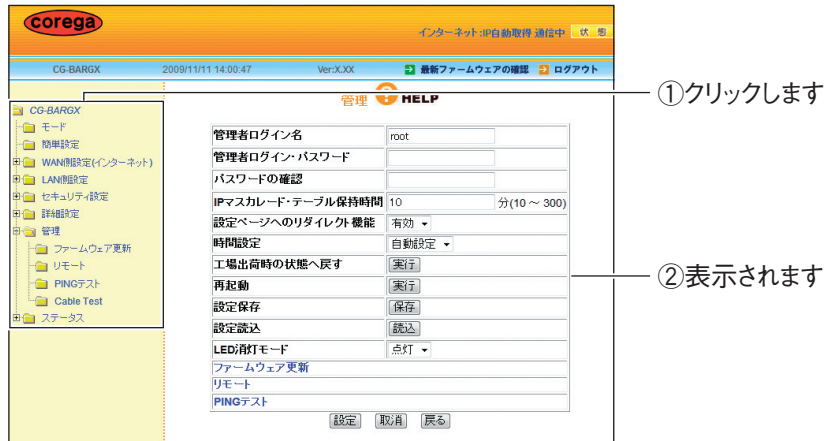 corega
インターネット:IP自動取得 通信中 状 態
CG-BARGX 2009/11/11 14:00:47 Ver:X.XX 最新ファームウェアの確認 ログアウト
管理 ? HELP
①クリックします
CG-BARGX
モード
簡単設定
WAN側設定(インターネット)
LAN側設定
セキュリティ設定
詳細設定
管理
ファームウェア更新
リモート
PINGテスト
Cable Test
ステータス
管理者ログイン名 root
管理者ログイン・パスワード
パスワードの確認
IPマスカレード・テーブル保持時間 10 分(10 ~ 300)
設定ページへのリダイレクト機能 有効
時間設定 自動設定
工場出荷時の状態へ戻す 実行
②表示されます
再起動 実行
設定保存 保存
設定読込 読込
LED消灯モード 点灯
ファームウェア更新
リモート
PINGテスト
設定 取消 戻る